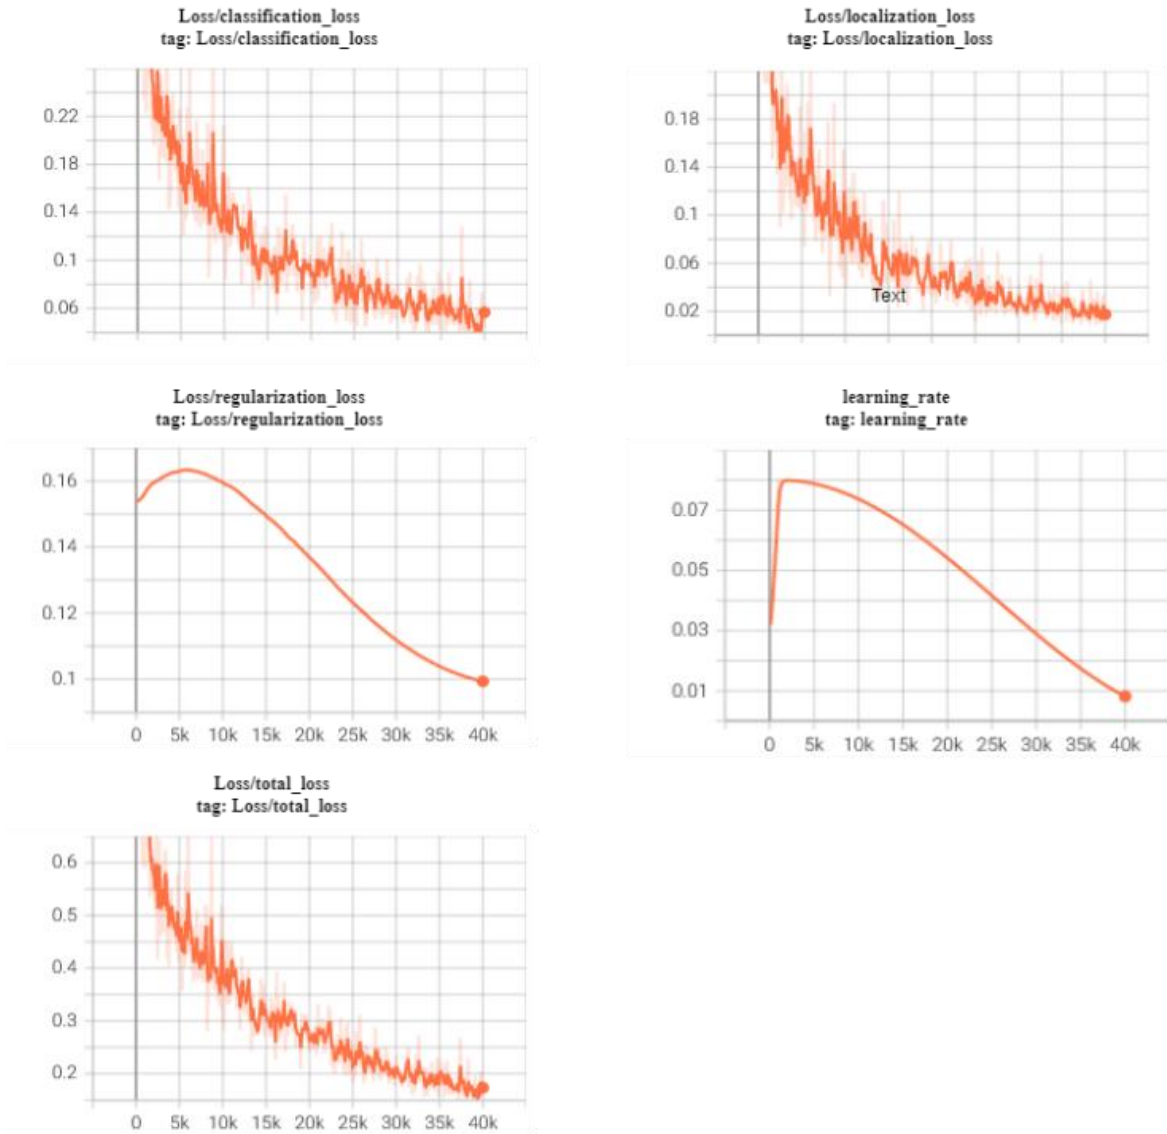 Loss/classification_loss
tag: Loss/classification_loss
0.22
0.18
0.14
0.1
0.06
Loss/localization_loss
tag: Loss/localization_loss
0.18
0.14
0.1
0.06
0.02
Text
Loss/regularization_loss
tag: Loss/regularization_loss
0.16
0.14
0.12
0.1
0 5k 10k 15k 20k 25k 30k 35k 40k
learning_rate
tag: learning_rate
0.07
0.05
0.03
0.01
0 5k 10k 15k 20k 25k 30k 35k 40k
Loss/total_loss
tag: Loss/total_loss
0.6
0.5
0.4
0.3
0.2
0 5k 10k 15k 20k 25k 30k 35k 40k